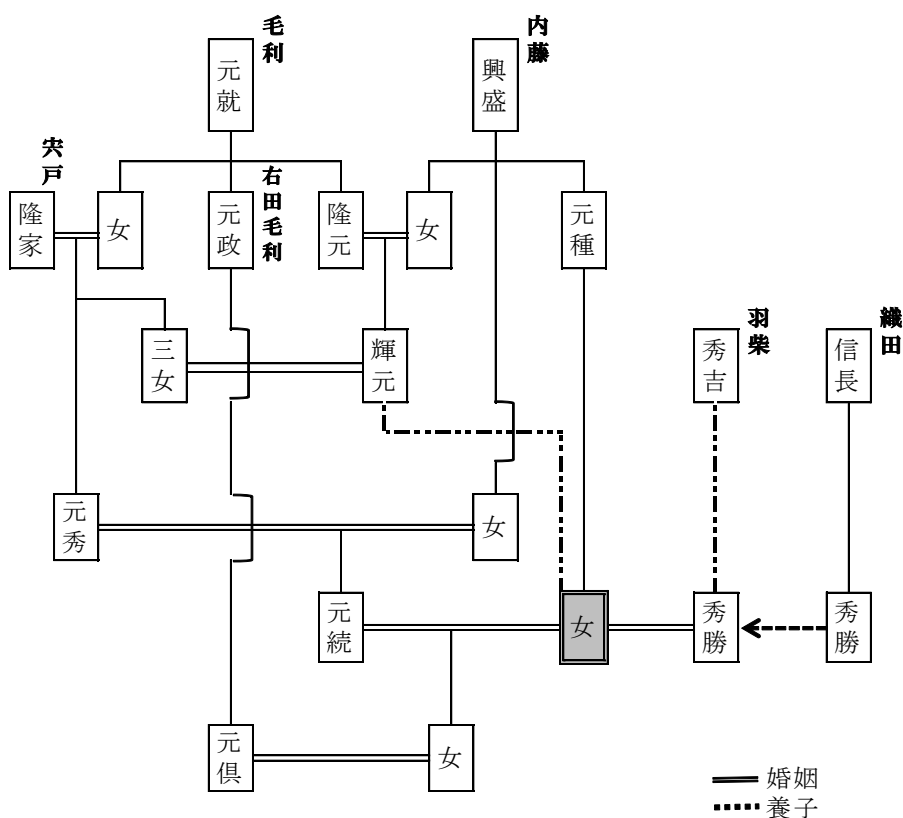 毛利
元就
内藤
興盛
宍戸
隆家
女
元政
右田毛利
隆元
女
元種
三女
輝元
羽柴
秀吉
織田
信長
元秀
女
元続
女
秀勝
秀勝
元倶
女
婚姻
養子